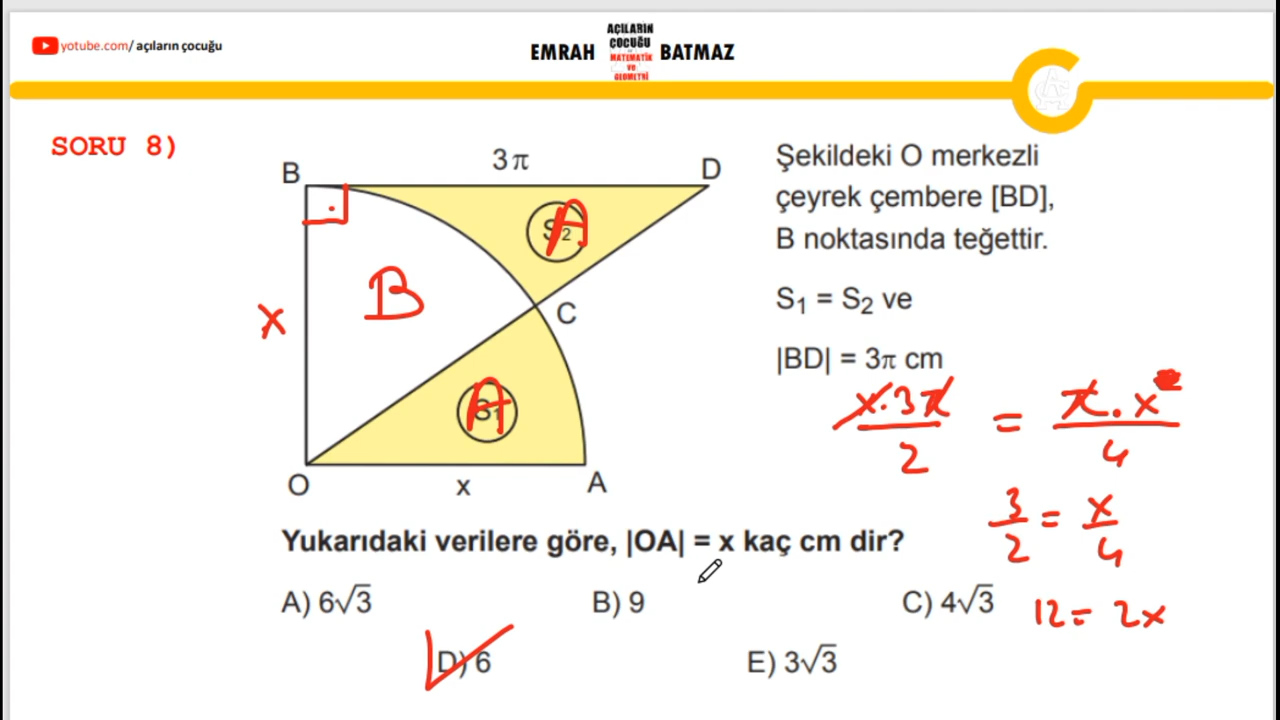 yotube.com/ açıların çocuğu
EMRAH
AÇILARIN
ÇOCUĞU
MATEMATİK
ve
GEOMETRİ
BATMAZ
SORU 8)
B
3π
D
S2
A
B
x
C
S1
A
O
x
A
Şekildeki O merkezli
çeyrek çembere [BD],
B noktasında teğettir.
S1 = S2 ve
|BD| = 3π cm
x.3π/2 = π.x²/4
3/2 = x/4
12 = 2x
Yukarıdaki verilere göre, |OA| = x kaç cm dir?
A) 6√3 B) 9 C) 4√3
D) 6 E) 3√3